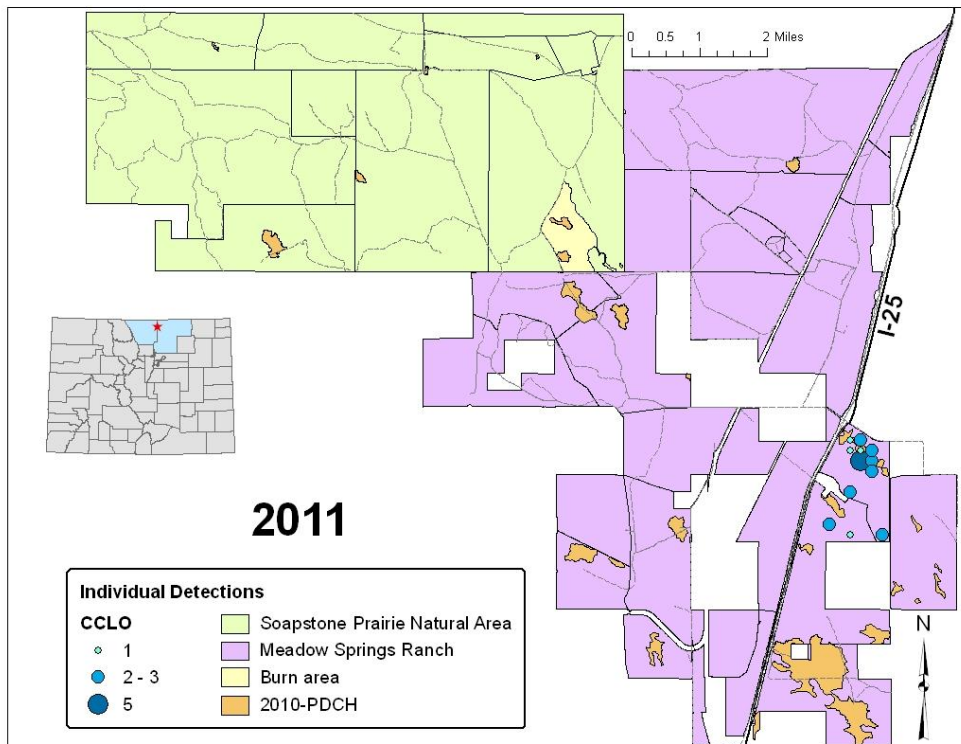 0 0.5 1 2 Miles
I-25
2011
N
Individual Detections
CCLO
1
2 - 3
5
Soapstone Prairie Natural Area
Meadow Springs Ranch
Burn area
2010-PDCH